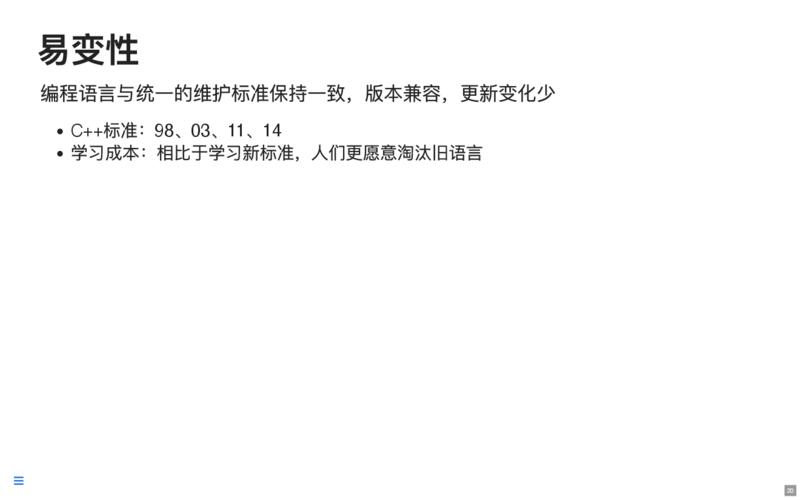 易变性
编程语言与统一的维护标准保持一致，版本兼容，更新变化少
• C++标准：98、03、11、14
• 学习成本：相比于学习新标准，人们更愿意淘汰旧语言
20